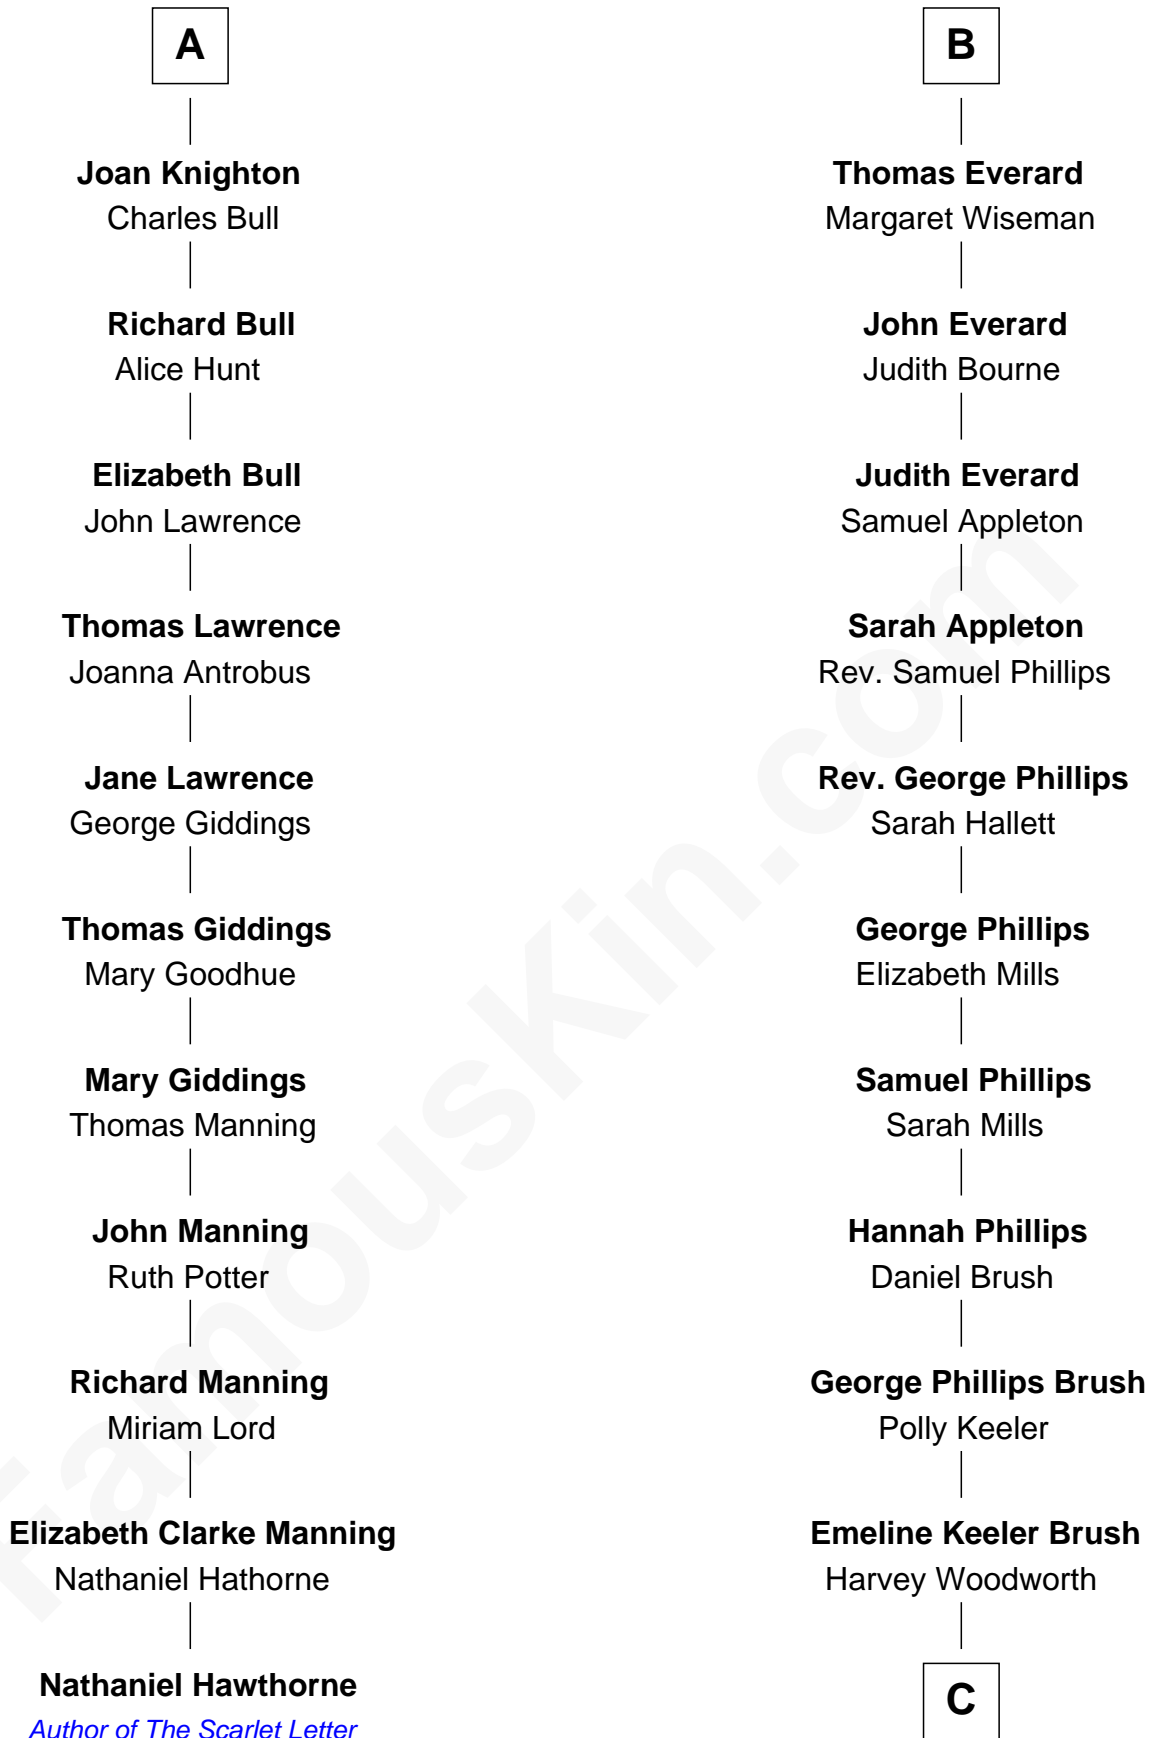 A
Joan Knighton
Charles Bull
Richard Bull
Alice Hunt
Elizabeth Bull
John Lawrence
Thomas Lawrence
Joanna Antrobus
Jane Lawrence
George Giddings
Thomas Giddings
Mary Goodhue
Mary Giddings
Thomas Manning
John Manning
Ruth Potter
Richard Manning
Miriam Lord
Elizabeth Clarke Manning
Nathaniel Hathorne
Nathaniel Hawthorne
Author of The Scarlet Letter
B
Thomas Everard
Margaret Wiseman
John Everard
Judith Bourne
Judith Everard
Samuel Appleton
Sarah Appleton
Rev. Samuel Phillips
Rev. George Phillips
Sarah Hallett
George Phillips
Elizabeth Mills
Samuel Phillips
Sarah Mills
Hannah Phillips
Daniel Brush
George Phillips Brush
Polly Keeler
Emeline Keeler Brush
Harvey Woodworth
C
FamousKin.com